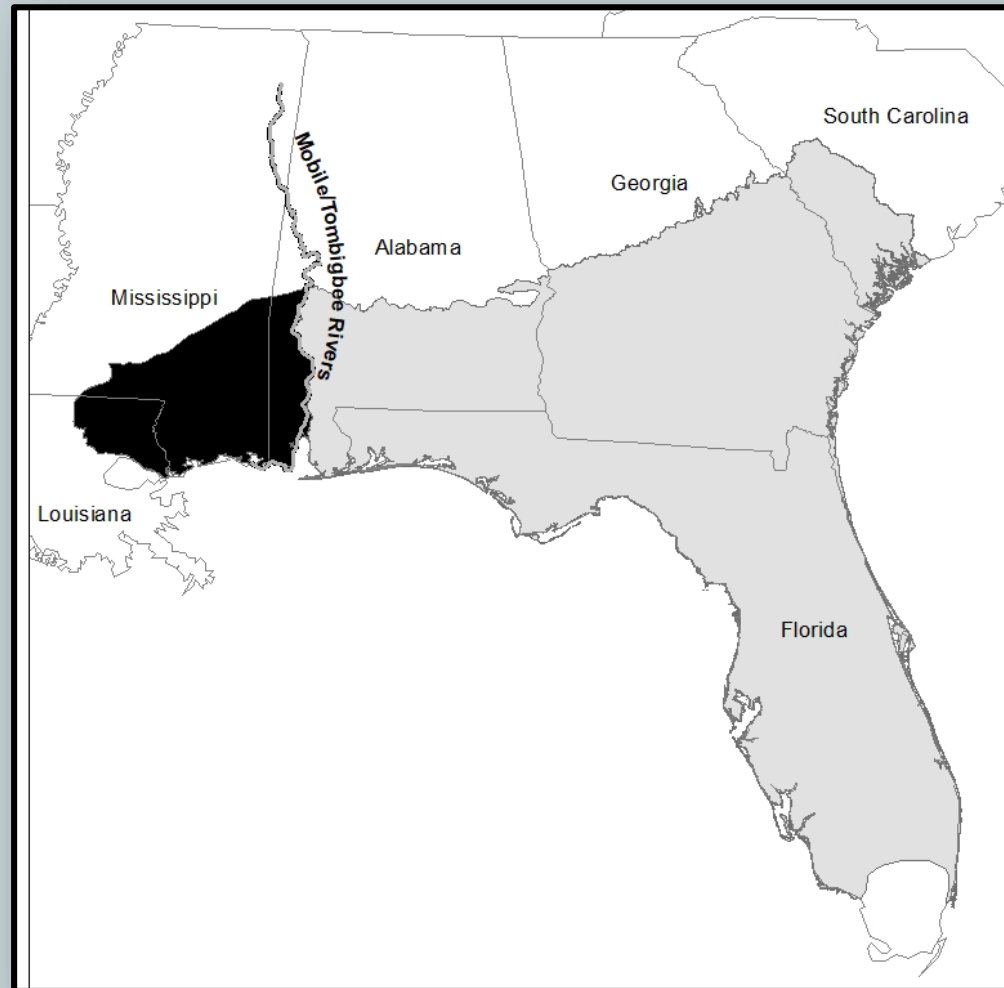 South Carolina
Georgia
Mobile/Tombigbee Rivers
Alabama
Mississippi
Louisiana
Florida